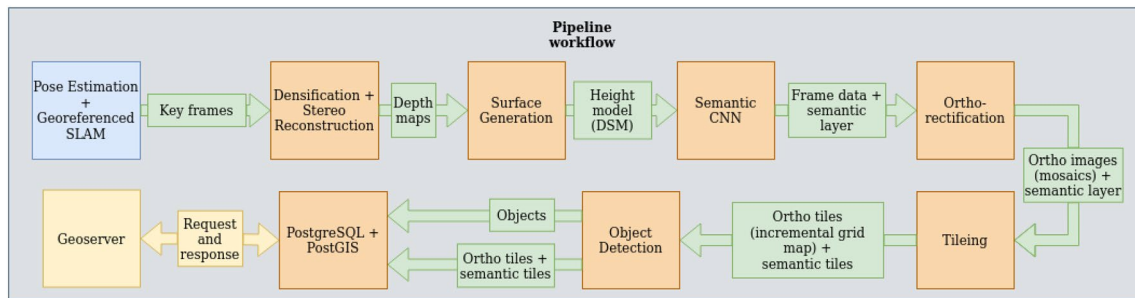 Pipeline
workflow
Pose Estimation
+
Georeferenced
SLAM
Key frames
Densification +
Stereo
Reconstruction
Depth
maps
Surface
Generation
Height
model
(DSM)
Semantic
CNN
Frame data +
semantic
layer
Ortho-
rectification
Ortho images
(mosaics) +
semantic layer
Tileing
Ortho tiles
(incremental grid
map) +
semantic tiles
Object
Detection
Objects
Ortho tiles +
semantic tiles
PostgreSQL +
PostGIS
Request
and
response
Geoserver